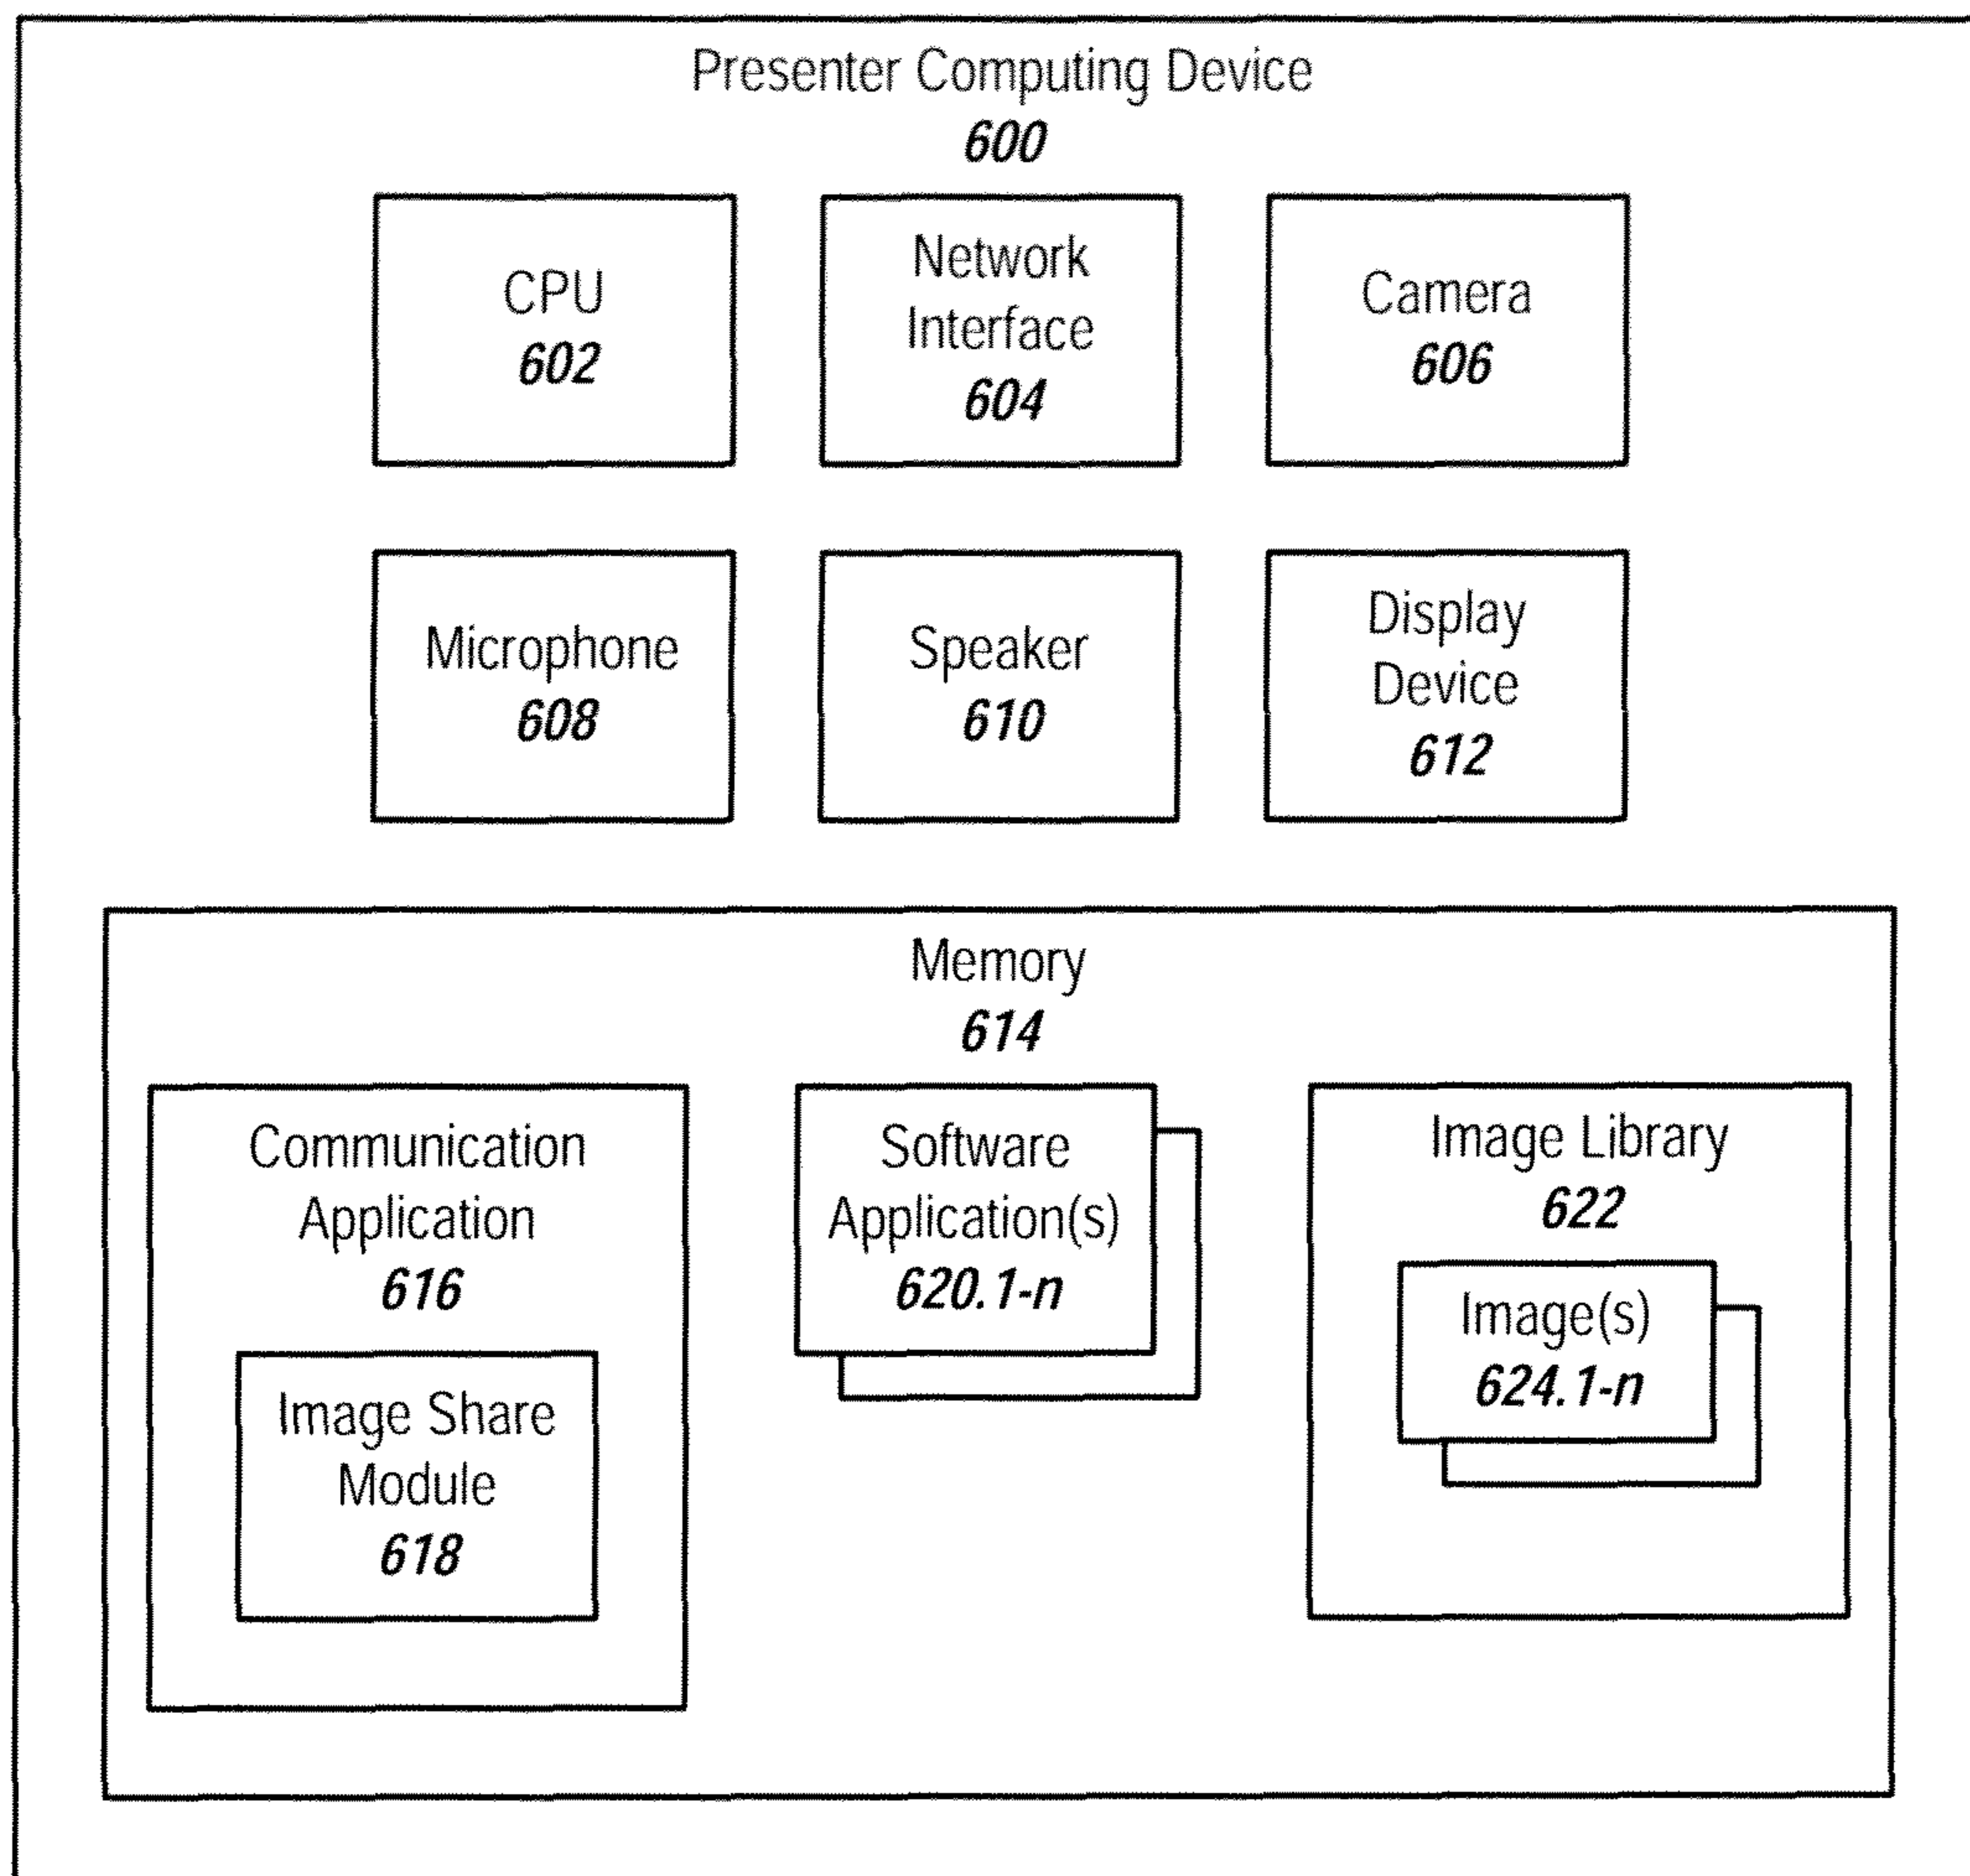 Presenter Computing Device
600
CPU
602
Network
Interface
604
Camera
606
Microphone
608
Speaker
610
Display
Device
612
Memory
614
Communication
Application
616
Image Share
Module
618
Software
Application(s)
620.1-n
Image Library
622
Image(s)
624.1-n